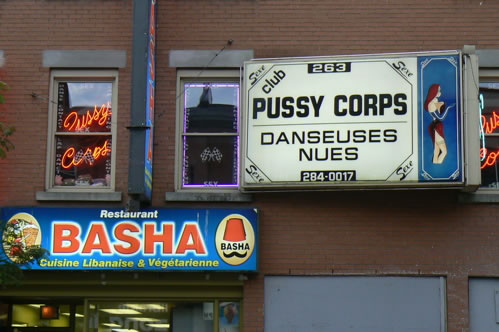 Pussy
Corps
SEX
263
Sexe
Sexe
Club
PUSSY CORPS
DANSEUSES
NUES
284-0017
Sexe
Sexe
Restaurant
BASHA
Cuisine Libanaise & Végétarienne
BASHA